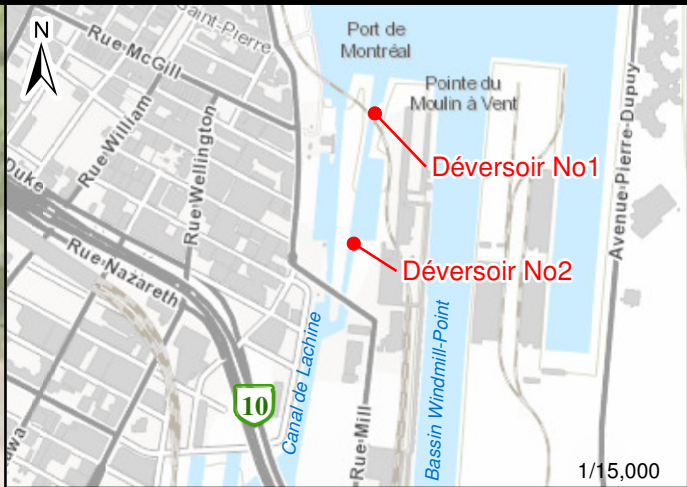 N
Saint-Pierre
Rue McGill
Port de
Montréal
Pointe du
Moulin à Vent
Rue William
Rue Wellington
Duke
Déversoir No1
Avenue-Pierre-Dupuy
Rue Nazareth
Déversoir No2
Canal de Lachine
Bassin Windmill-Point
10
Rue Mill
1/15,000